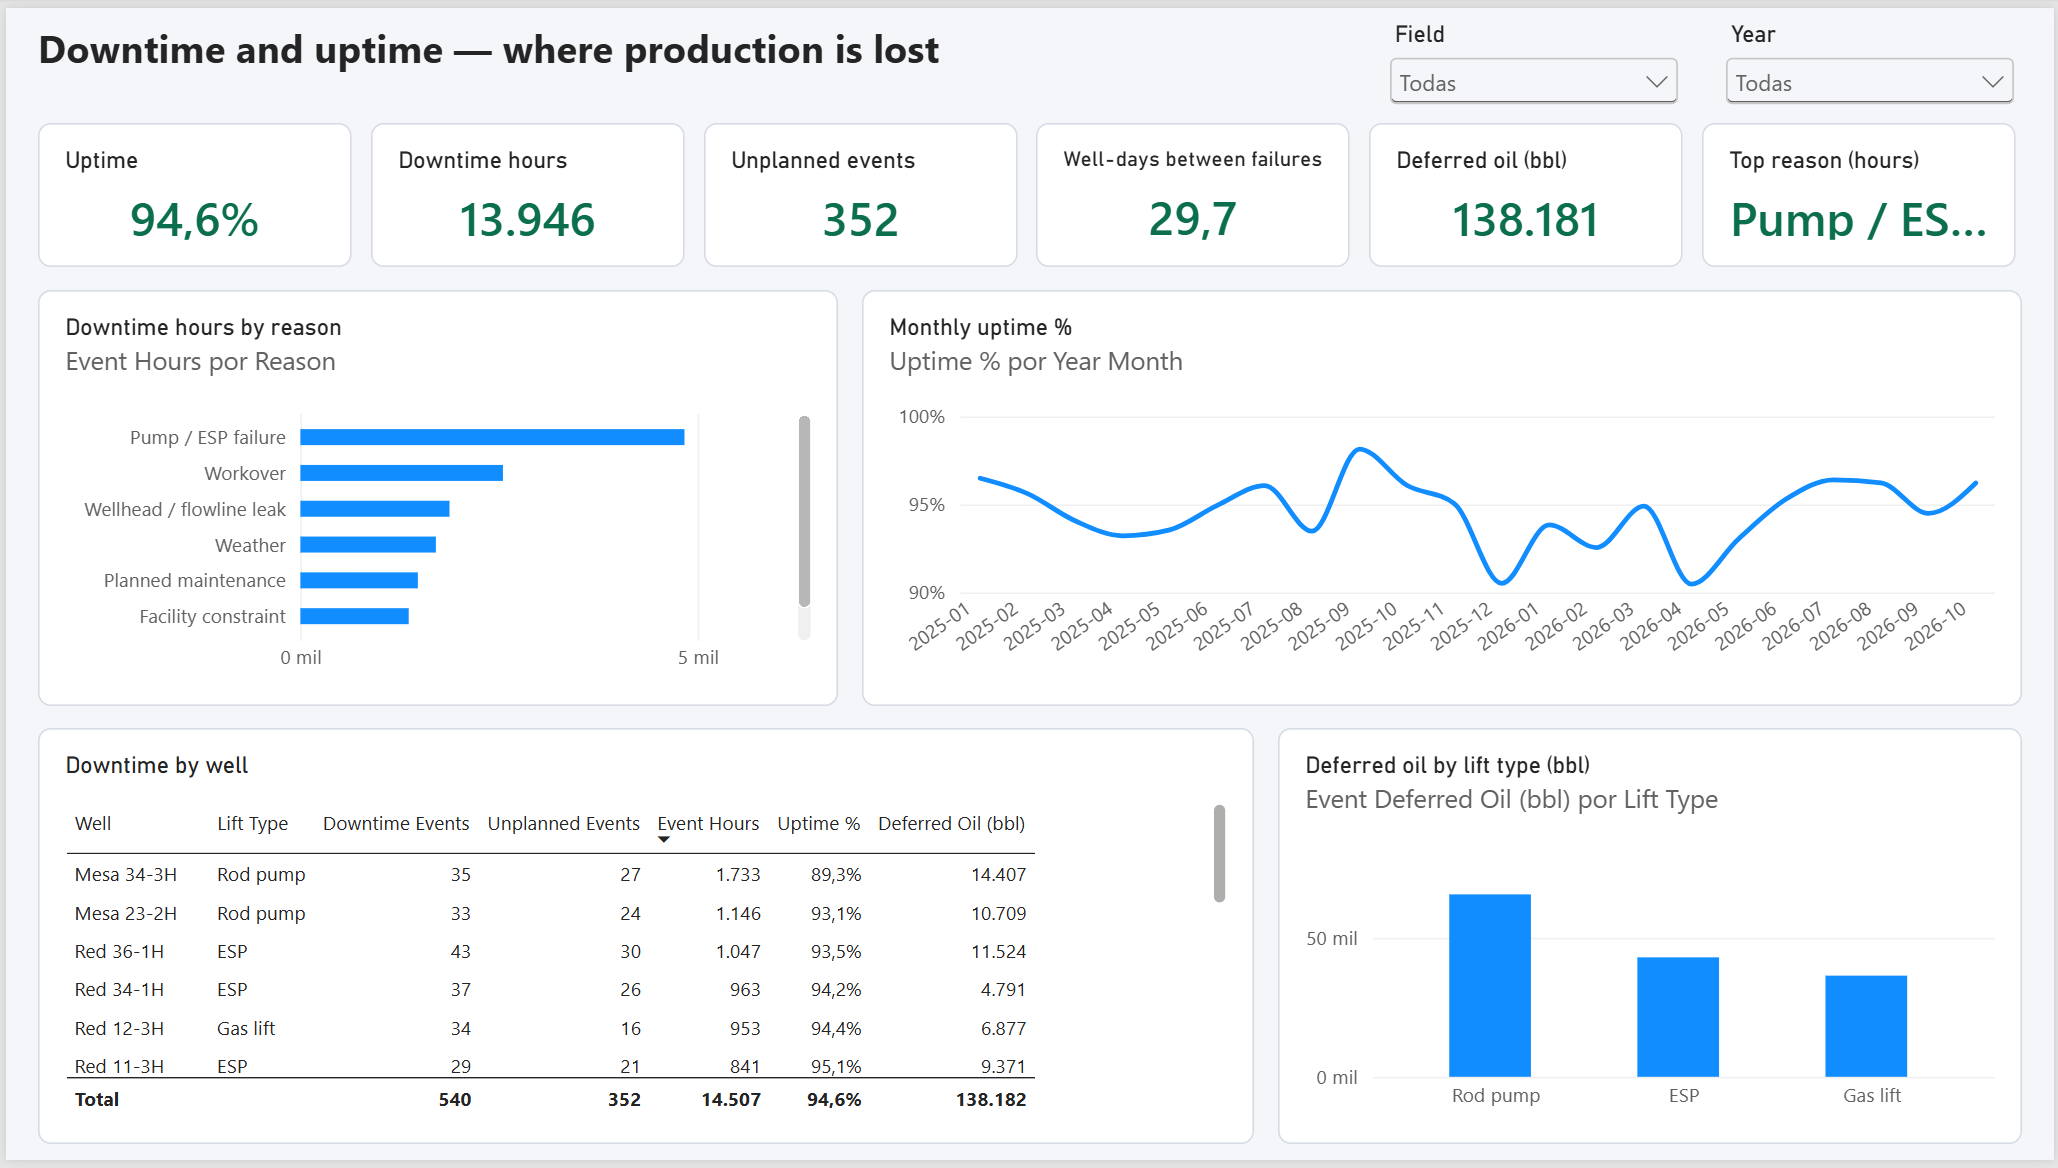 Downtime and uptime — where production is lost
Field
Year
Todas
Todas
Uptime
94,6%
Downtime hours
13.946
Unplanned events
352
Well-days between failures
29,7
Deferred oil (bbl)
138.181
Top reason (hours)
Pump / ES...
Downtime hours by reason
Event Hours por Reason
Pump / ESP failure
Workover
Wellhead / flowline leak
Weather
Planned maintenance
Facility constraint
0 mil
5 mil
Monthly uptime %
Uptime % por Year Month
100%
95%
90%
2025-01
2025-02
2025-03
2025-04
2025-05
2025-06
2025-07
2025-08
2025-09
2025-10
2025-11
2025-12
2026-01
2026-02
2026-03
2026-04
2026-05
2026-06
2026-07
2026-08
2026-09
2026-10
Downtime by well
Well Lift Type Downtime Events Unplanned Events Event Hours Uptime % Deferred Oil (bbl)
Mesa 34-3H Rod pump 35 27 1.733 89,3% 14.407
Mesa 23-2H Rod pump 33 24 1.146 93,1% 10.709
Red 36-1H ESP 43 30 1.047 93,5% 11.524
Red 34-1H ESP 37 26 963 94,2% 4.791
Red 12-3H Gas lift 34 16 953 94,4% 6.877
Red 11-3H ESP 29 21 841 95,1% 9.371
Total 540 352 14.507 94,6% 138.182
Deferred oil by lift type (bbl)
Event Deferred Oil (bbl) por Lift Type
50 mil
0 mil
Rod pump
ESP
Gas lift